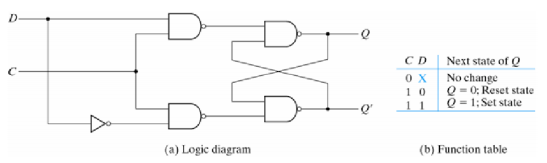 D
C
Q
Q'
(a) Logic diagram
C D Next state of Q
0 X No change
1 0 Q = 0; Reset state
1 1 Q = 1; Set state
(b) Function table